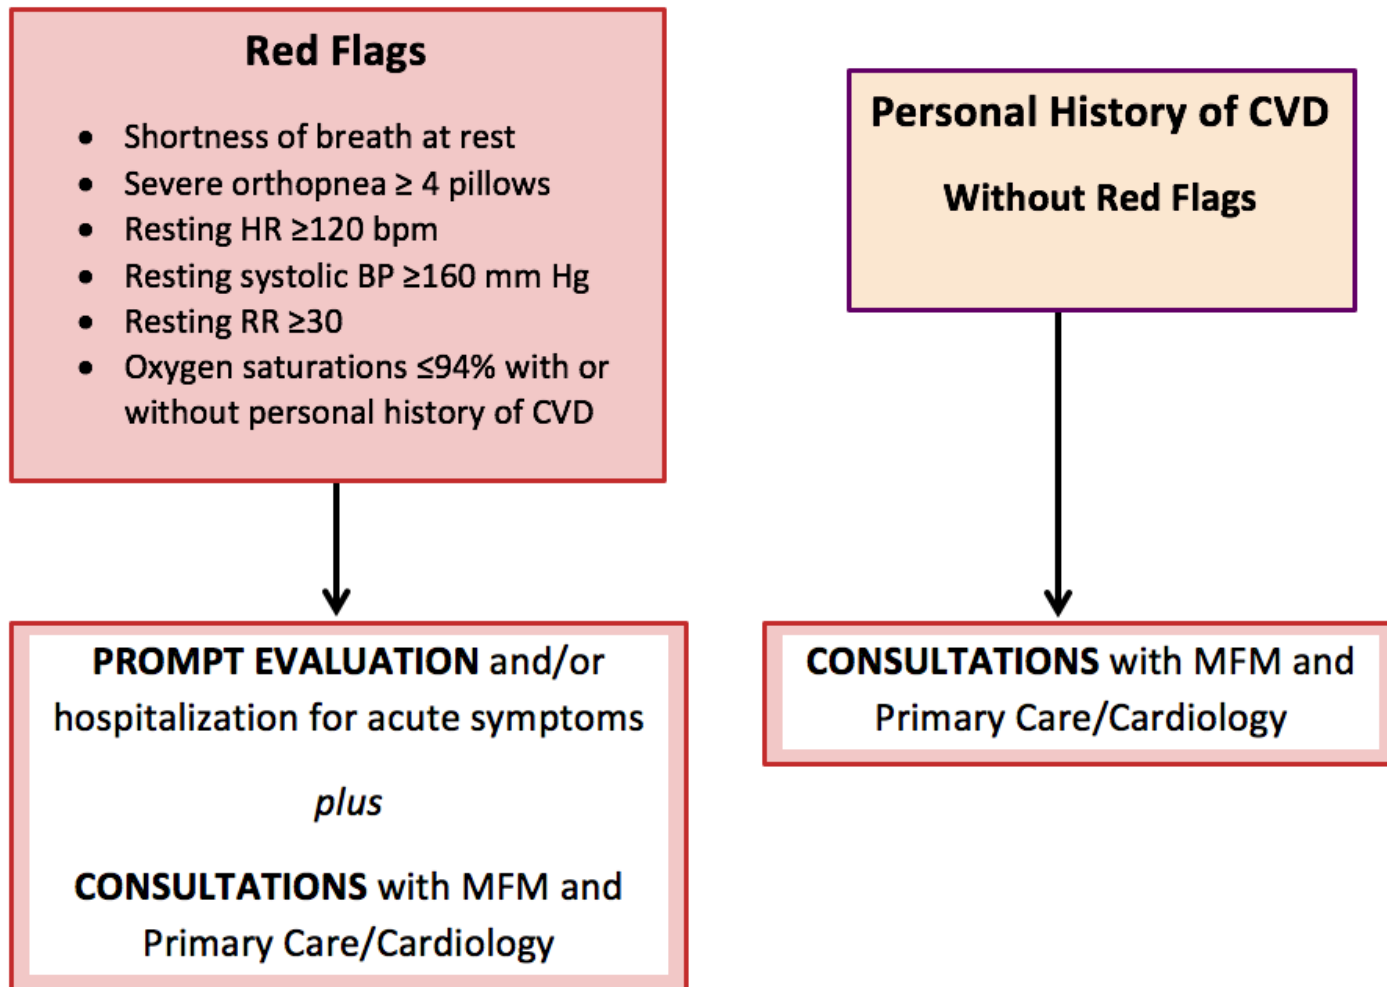 Red Flags
• Shortness of breath at rest
• Severe orthopnea ≥ 4 pillows
• Resting HR ≥120 bpm
• Resting systolic BP ≥160 mm Hg
• Resting RR ≥30
• Oxygen saturations ≤94% with or
without personal history of CVD
Personal History of CVD
Without Red Flags
PROMPT EVALUATION and/or
hospitalization for acute symptoms
plus
CONSULTATIONS with MFM and
Primary Care/Cardiology
CONSULTATIONS with MFM and
Primary Care/Cardiology